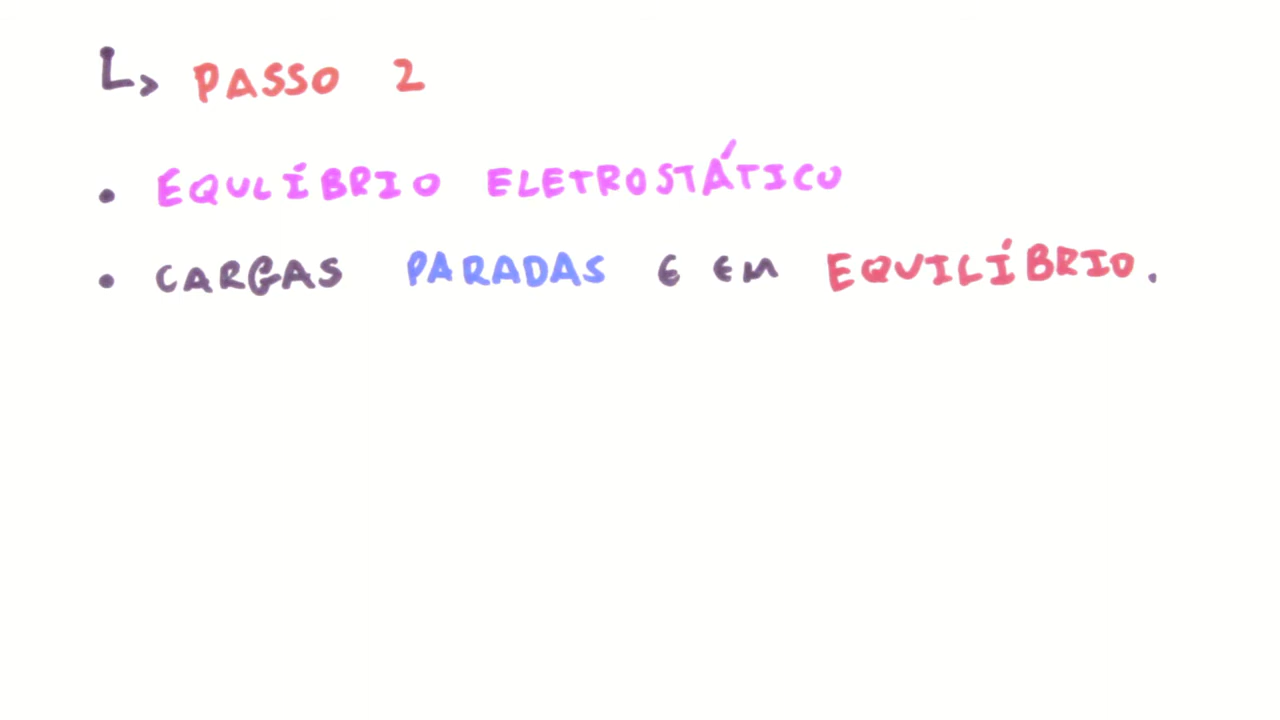 ↳ PASSO 2
• EQULÍBRIO ELETROSTÁTICO
• CARGAS PARADAS E EM EQUILÍBRIO.